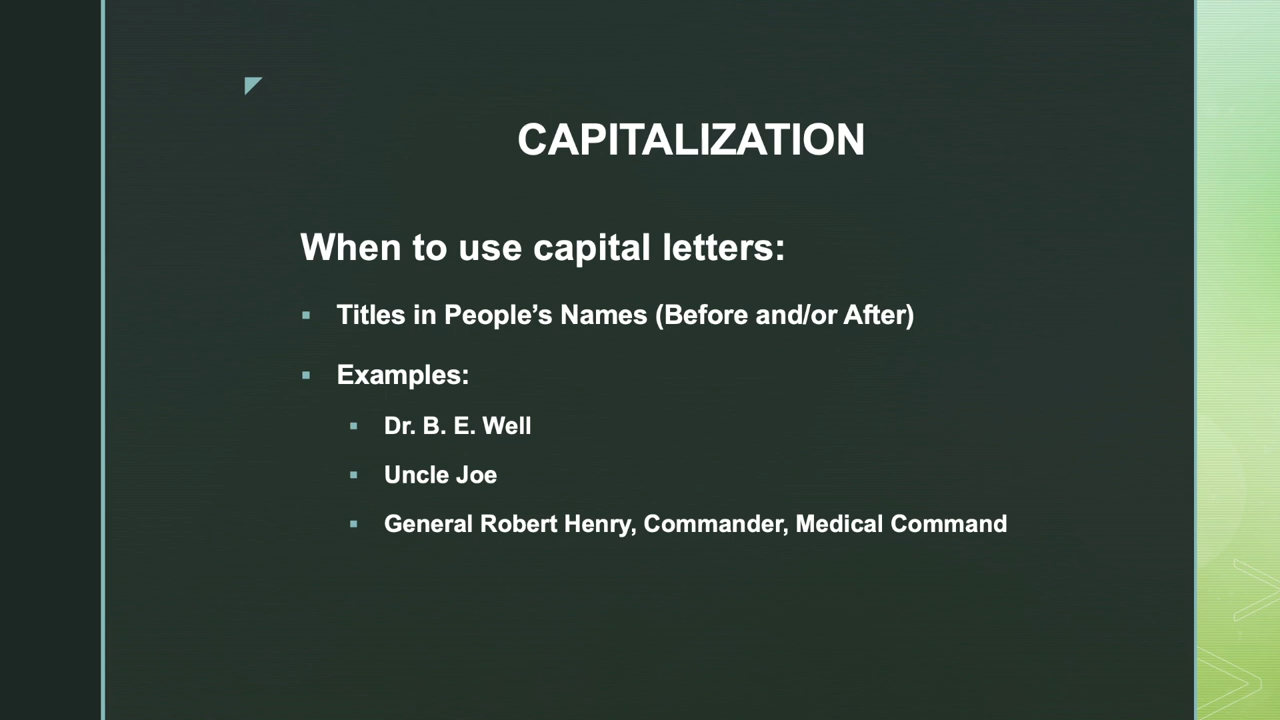 CAPITALIZATION
When to use capital letters:
Titles in People’s Names (Before and/or After)
Examples:
Dr. B. E. Well
Uncle Joe
General Robert Henry, Commander, Medical Command